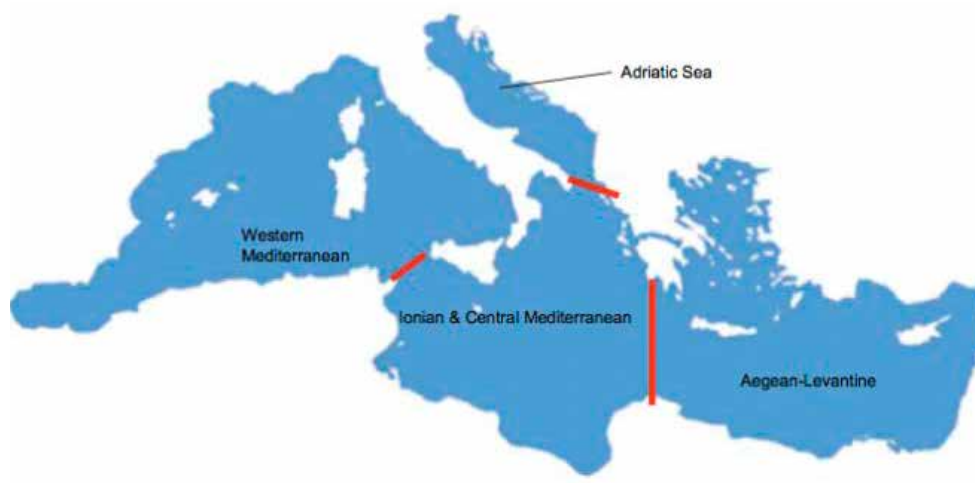 Adriatic Sea
Western
Mediterranean
Ionian & Central Mediterranean
Aegean-Levantine